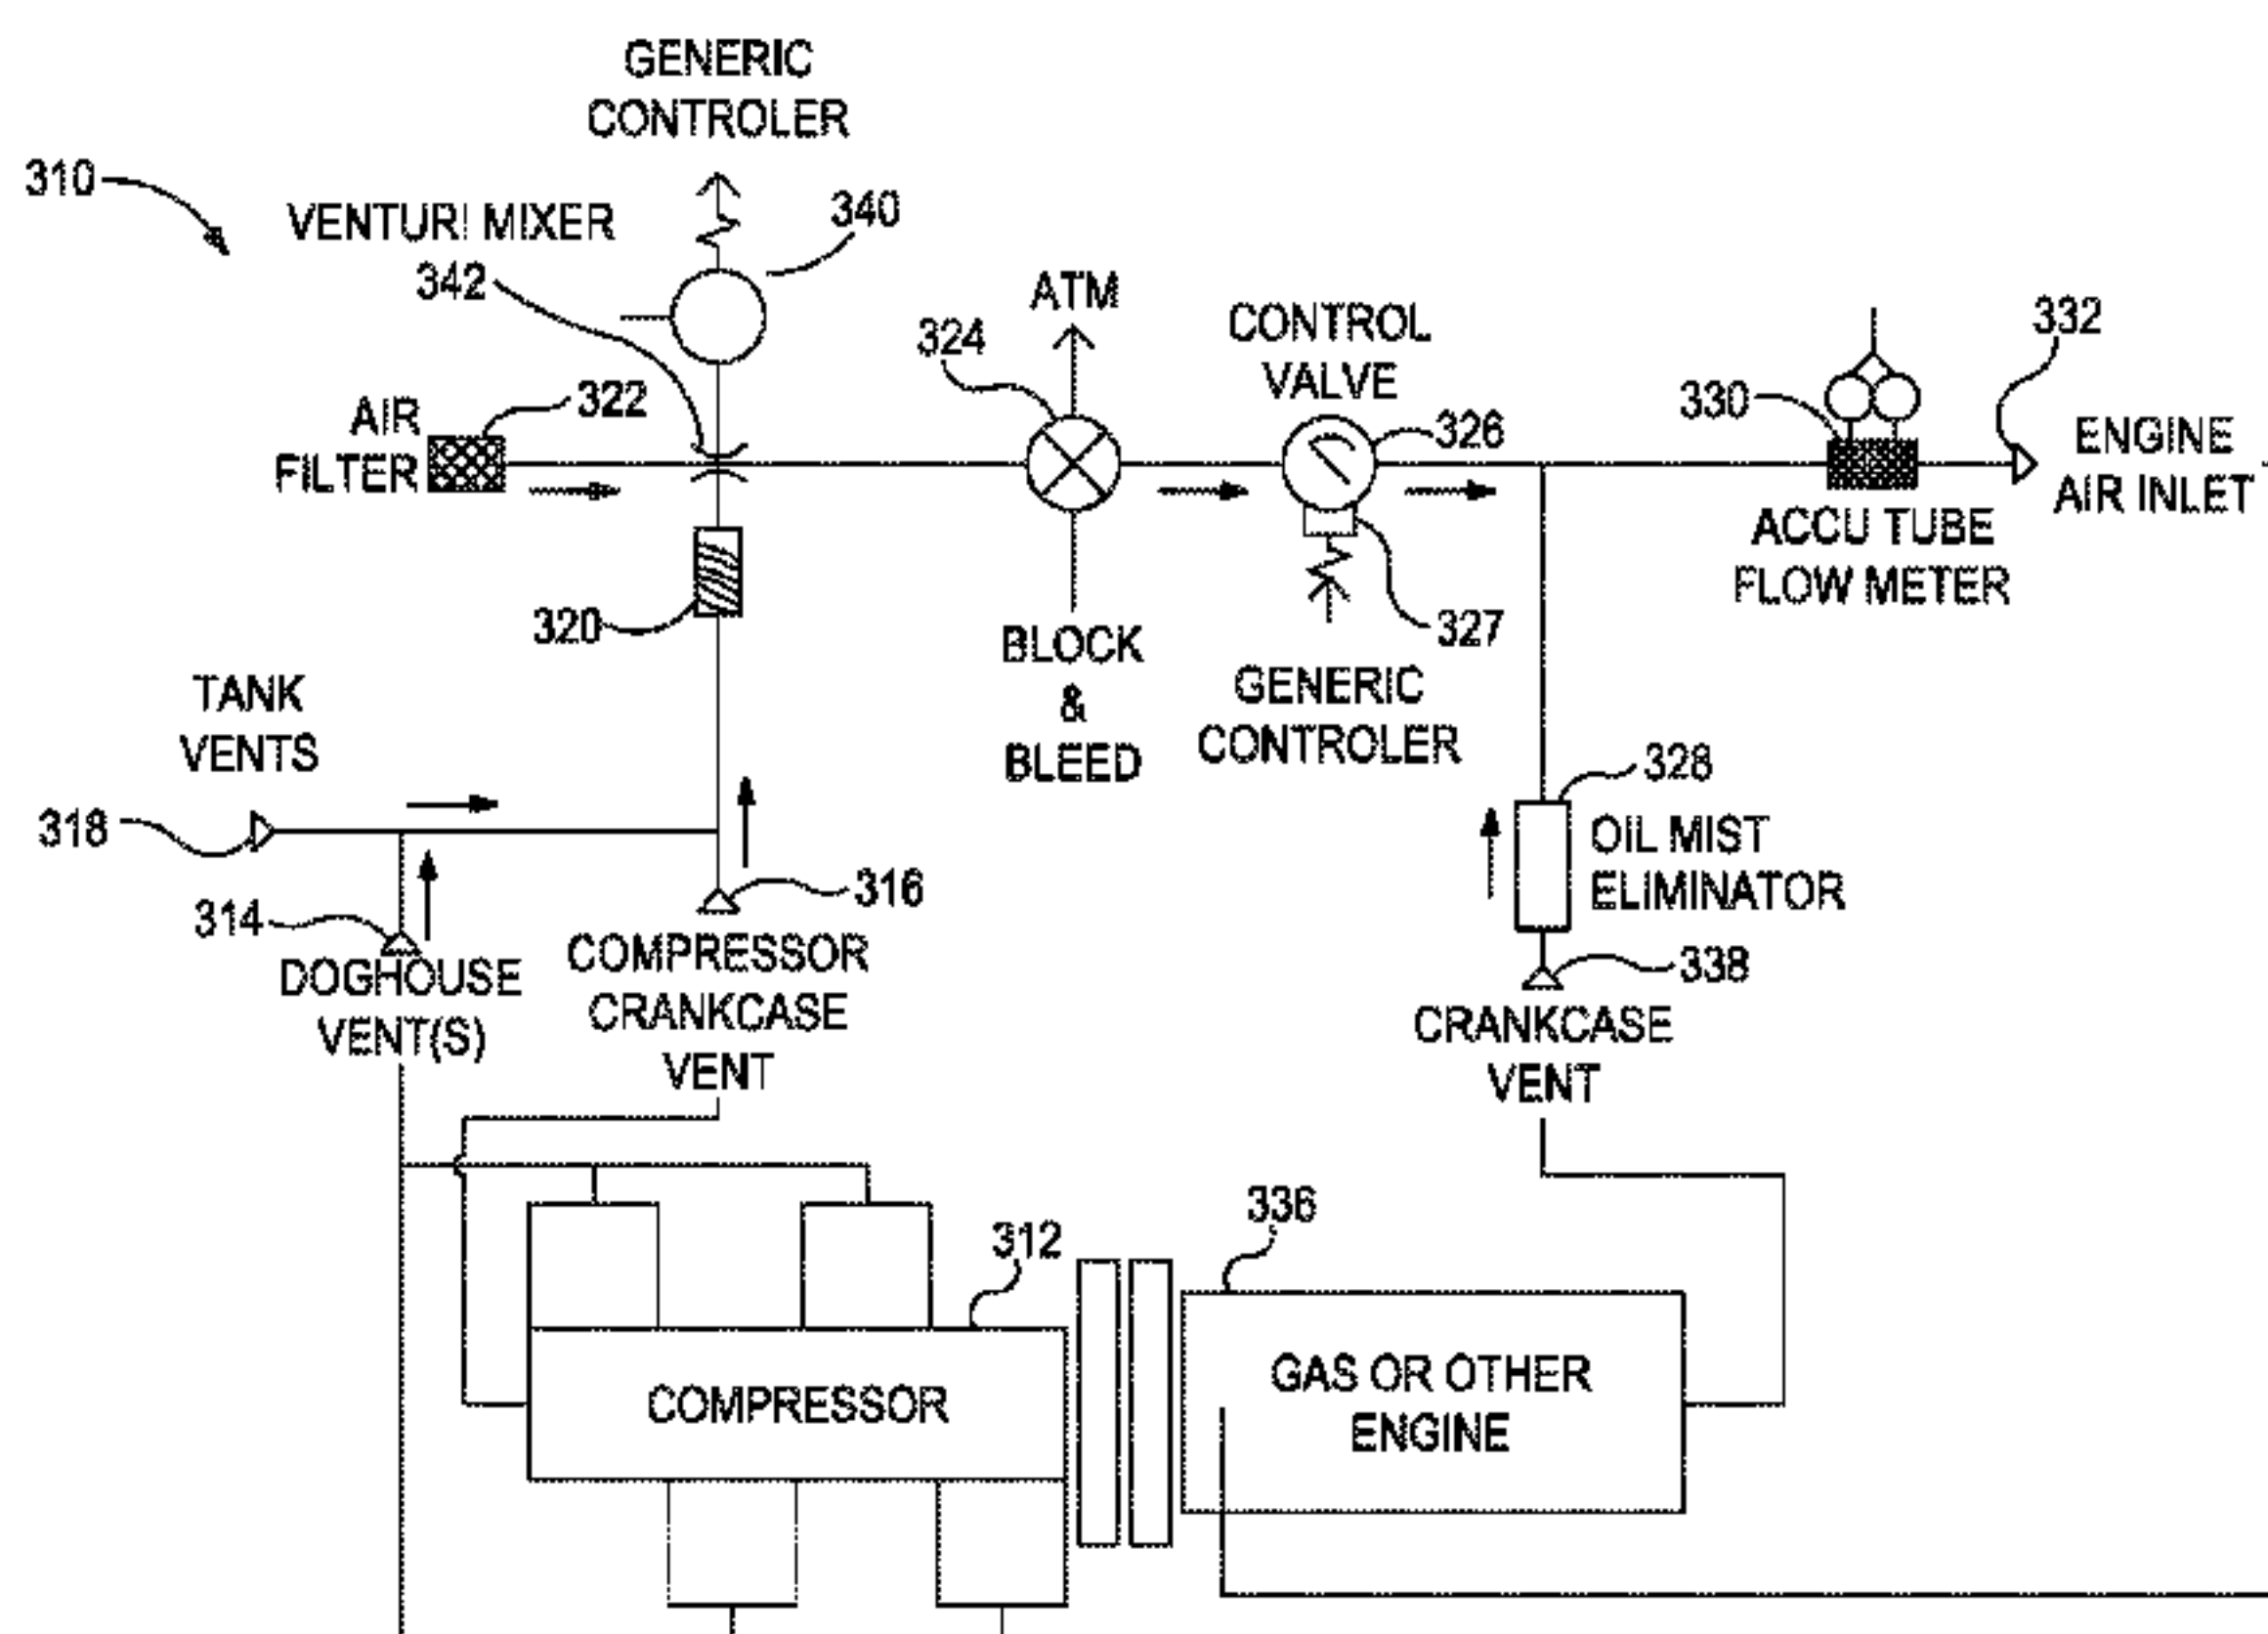 GENERIC
CONTROLER
310
VENTURI MIXER
340
342
ATM
324
CONTROL
VALVE
332
AIR
FILTER
322
326
330
ENGINE
AIR INLET
ACCU TUBE
FLOW METER
320
327
BLOCK
&
BLEED
GENERIC
CONTROLER
TANK
VENTS
318
328
OIL MIST
ELIMINATOR
316
314
DOGHOUSE
VENT(S)
COMPRESSOR
CRANKCASE
VENT
338
CRANKCASE
VENT
312
336
COMPRESSOR
GAS OR OTHER
ENGINE